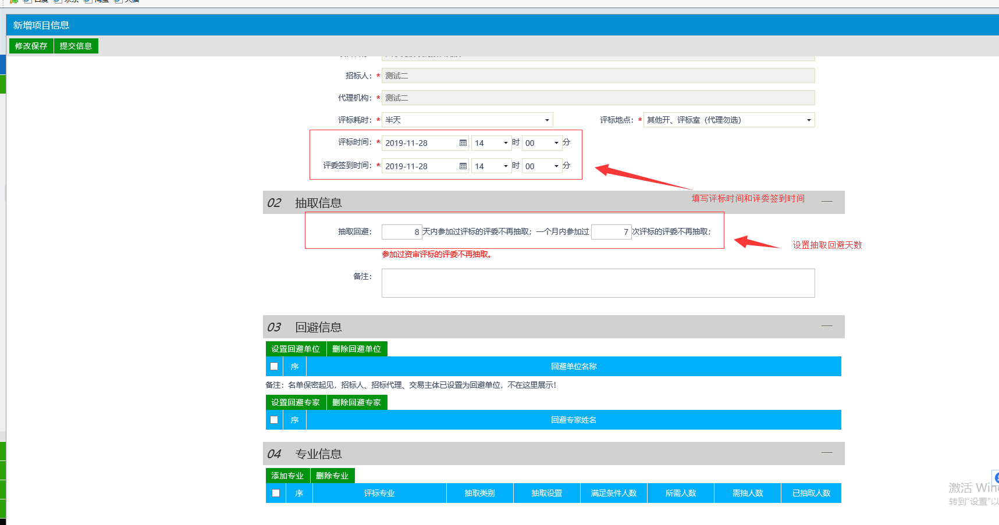 新增项目信息
修改保存 提交信息
招标人：* 测试二
代理机构：* 测试二
评标耗时：* 半天 评标地点：* 其他开、评标室（代理勿选）
评标时间：* 2019-11-28 14 时 00 分
评委签到时间：* 2019-11-28 14 时 00 分
填写评标时间和评委签到时间
02 抽取信息
抽取回避： 8 天内参加过评标的评委不再抽取；一个月内参加过 7 次评标的评委不再抽取；
设置抽取回避天数
参加过资审评标的评委不再抽取。
备注：
03 回避信息
设置回避单位 删除回避单位
序 回避单位名称
备注：名单保密起见，招标人、招标代理、交易主体已设置为回避单位，不在这里展示！
设置回避专家 删除回避专家
序 回避专家姓名
04 专业信息
添加专业 删除专业
序 评标专业 抽取类别 抽取设置 满足条件人数 所需人数 需抽人数 已抽取人数
激活 Win
转到"设置"以